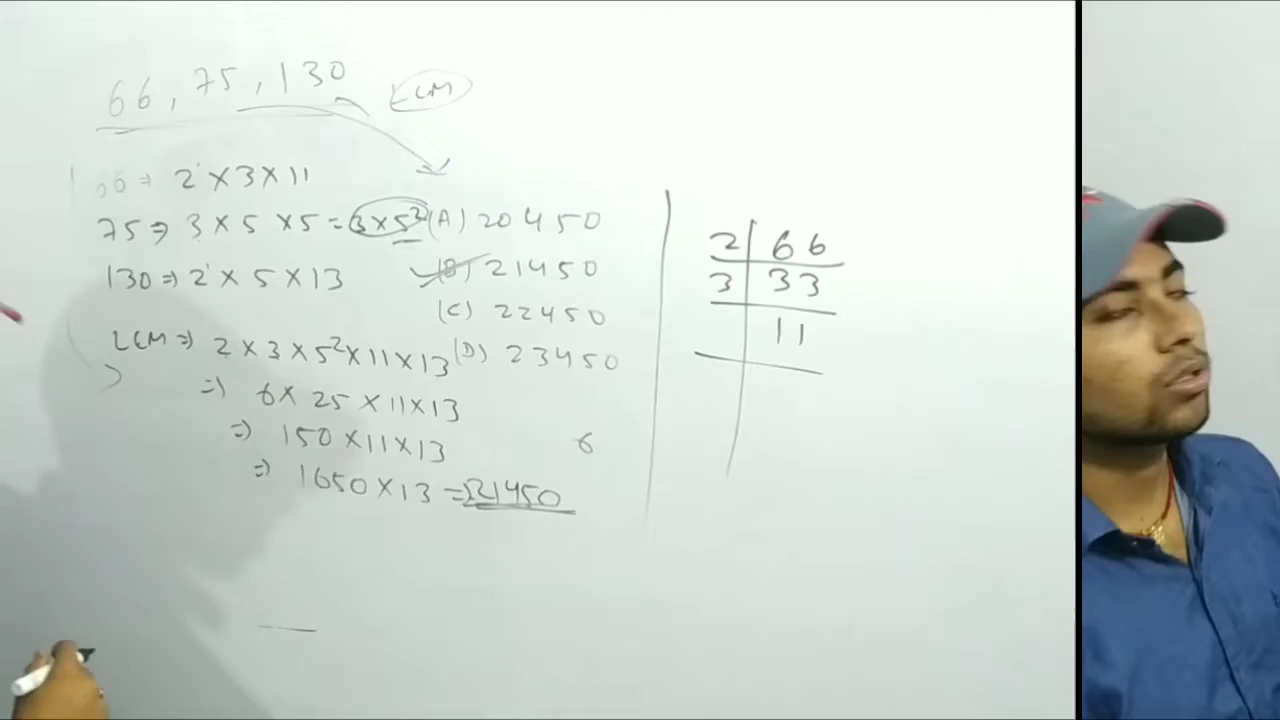 66, 75, 130 LCM
66 ⇒ 2 × 3 × 11
75 ⇒ 3 × 5 × 5 = 3 × 5² (A) 20450
130 ⇒ 2 × 5 × 13 (B) 21450
(C) 22450
LCM ⇒ 2 × 3 × 5² × 11 × 13 (D) 23450
⇒ 6 × 25 × 11 × 13
⇒ 150 × 11 × 13 6
⇒ 1650 × 13 = 21450
2 | 66
3 | 33
11